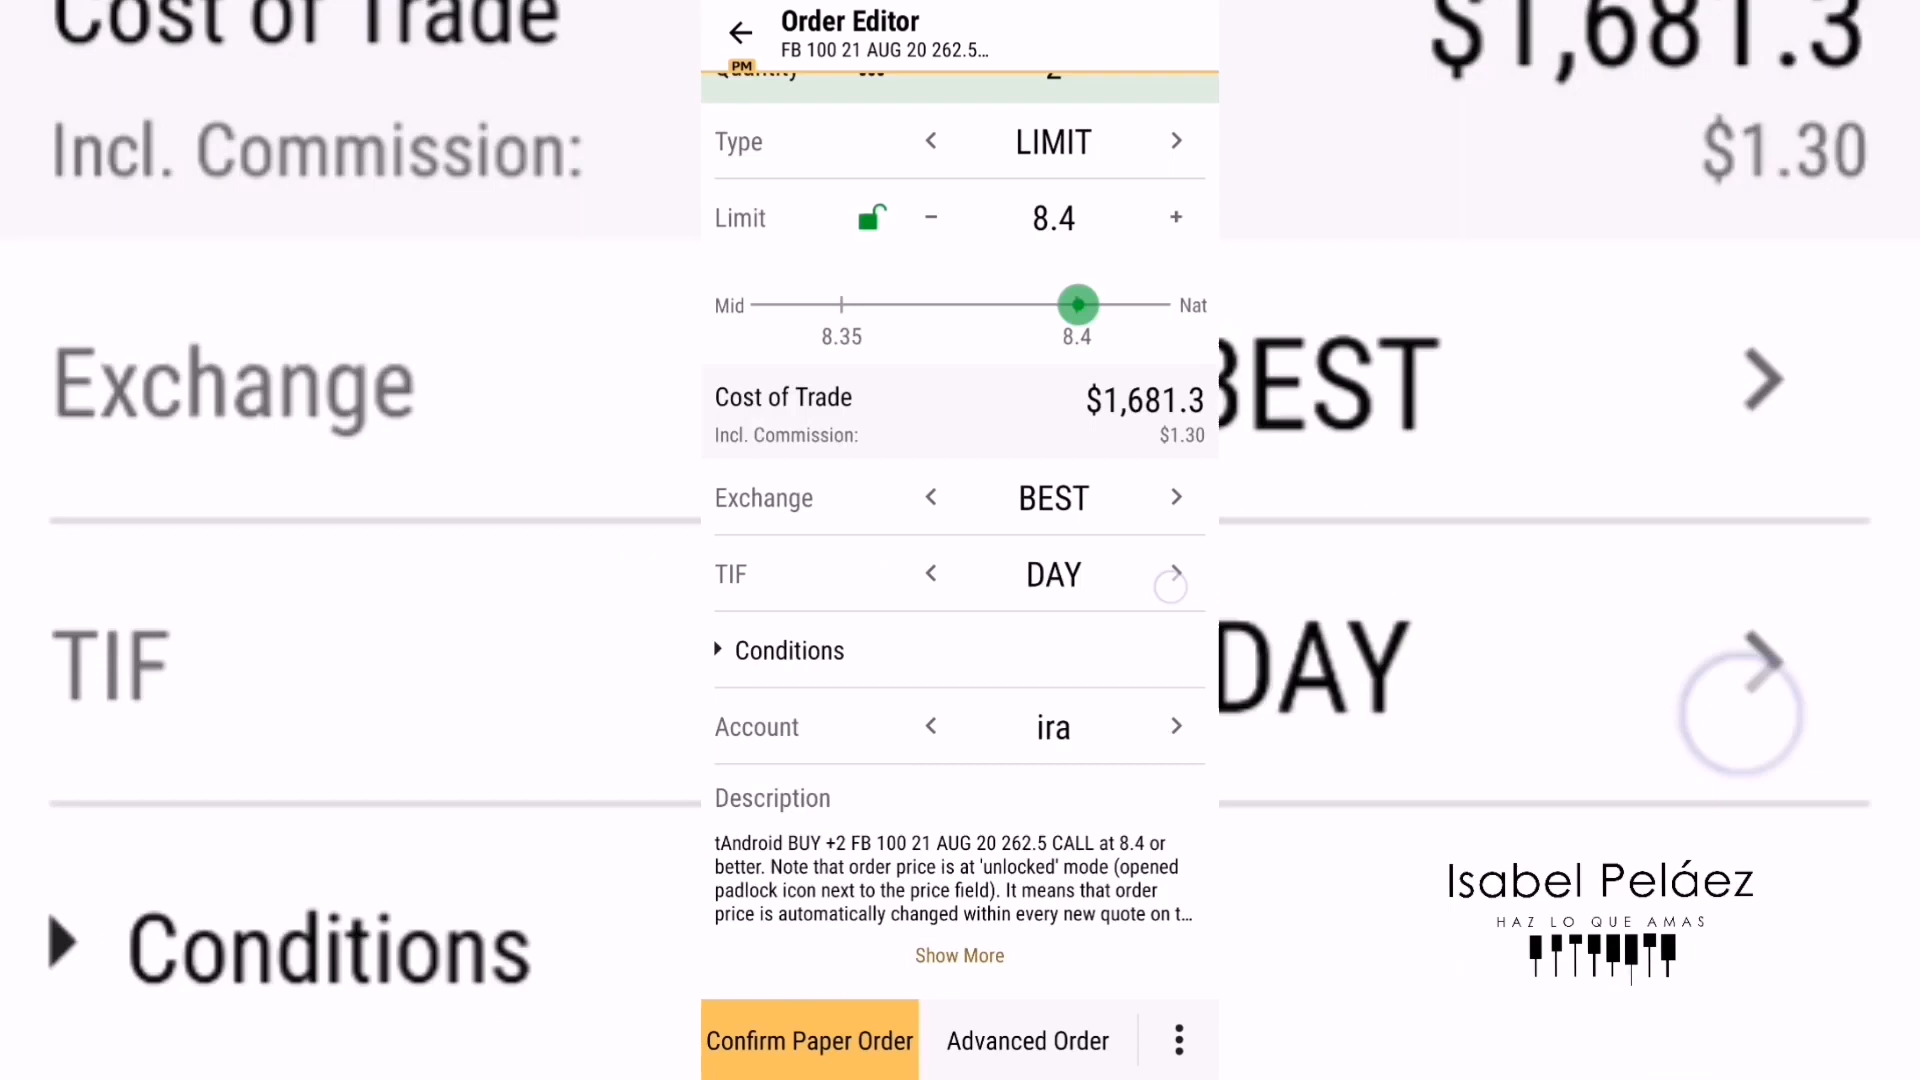 Cost of Trade
$1,681.3
Incl. Commission:
$1.30
Exchange
BEST
TIF
DAY
Conditions
Order Editor
FB 100 21 AUG 20 262.5...
PM
Quantity
2
Type
LIMIT
Limit
8.4
Mid
Nat
8.35
8.4
Cost of Trade
$1,681.3
Incl. Commission:
$1.30
Exchange
BEST
TIF
DAY
Conditions
Account
ira
Description
tAndroid BUY +2 FB 100 21 AUG 20 262.5 CALL at 8.4 or
better. Note that order price is at 'unlocked' mode (opened
padlock icon next to the price field). It means that order
price is automatically changed within every new quote on t...
Show More
Confirm Paper Order
Advanced Order
Isabel Peláez
HAZ LO QUE AMAS